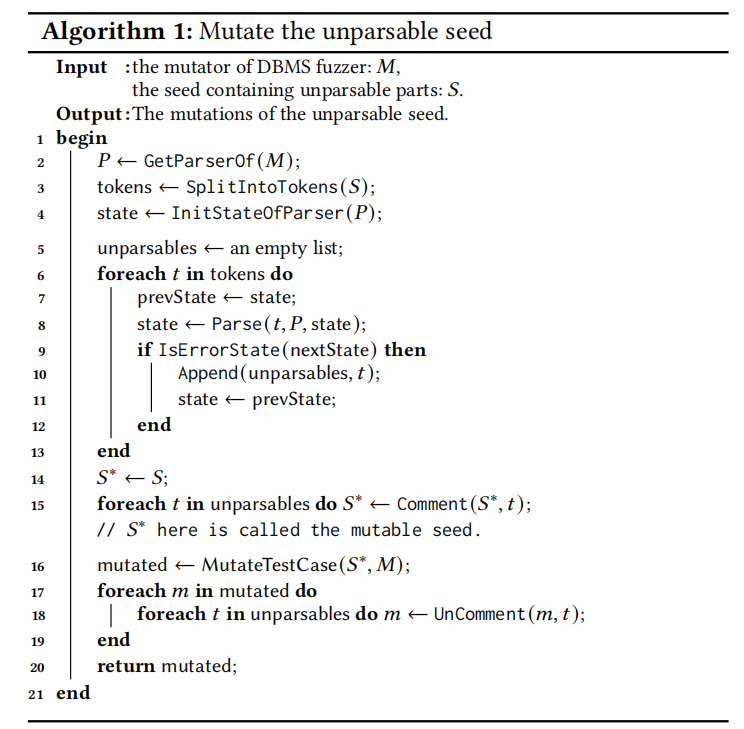 Algorithm 1: Mutate the unparsable seed
Input :the mutator of DBMS fuzzer: M,
the seed containing unparsable parts: S.
Output:The mutations of the unparsable seed.
1 begin
2 P ← GetParserOf(M);
3 tokens ← SplitIntoTokens(S);
4 state ← InitStateOfParser(P);
5 unparsables ← an empty list;
6 foreach t in tokens do
7 prevState ← state;
8 state ← Parse(t, P, state);
9 if IsErrorState(nextState) then
10 Append(unparsables, t);
11 state ← prevState;
12 end
13 end
14 S* ← S;
15 foreach t in unparsables do S* ← Comment(S*, t);
// S* here is called the mutable seed.
16 mutated ← MutateTestCase(S*, M);
17 foreach m in mutated do
18 foreach t in unparsables do m ← UnComment(m, t);
19 end
20 return mutated;
21 end